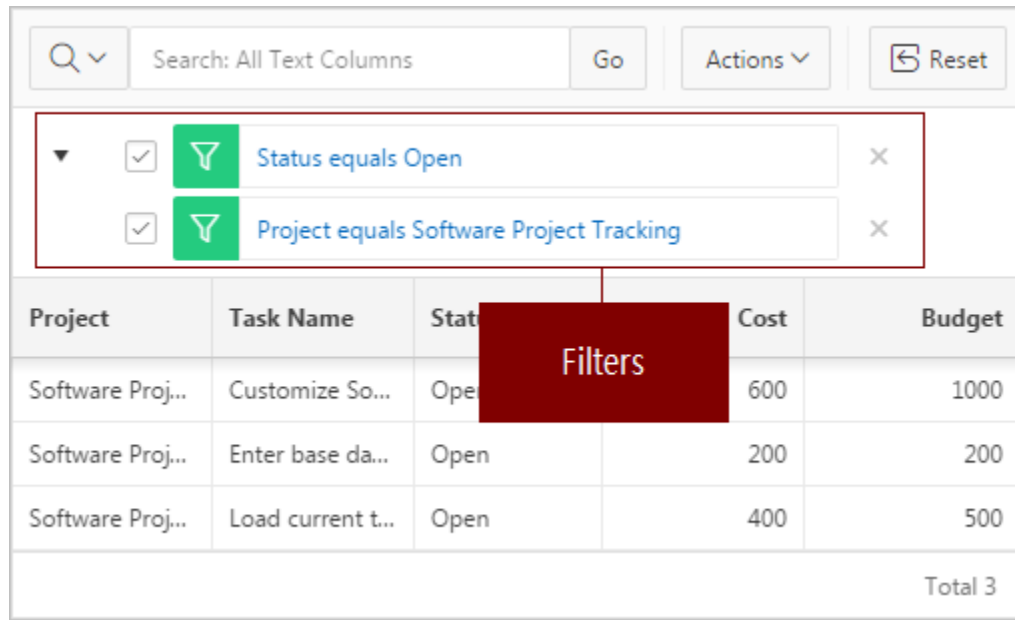 Search: All Text Columns Go Actions Reset
Status equals Open
Project equals Software Project Tracking
Project Task Name Cost Budget
Filters
Software Proj... Customize So... 600 1000
Software Proj... Enter base da... Open 200 200
Software Proj... Load current t... Open 400 500
Total 3